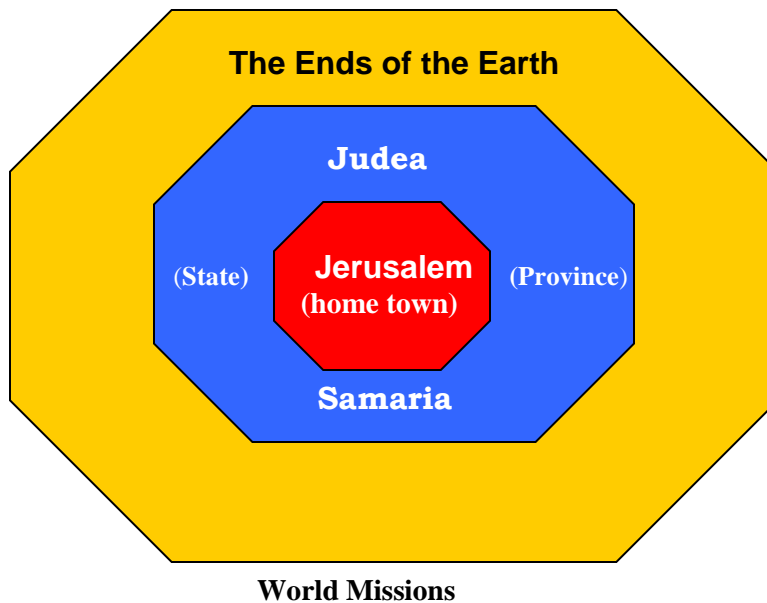 The Ends of the Earth
Judea
(State)
Jerusalem
(Province)
(home town)
Samaria
World Missions